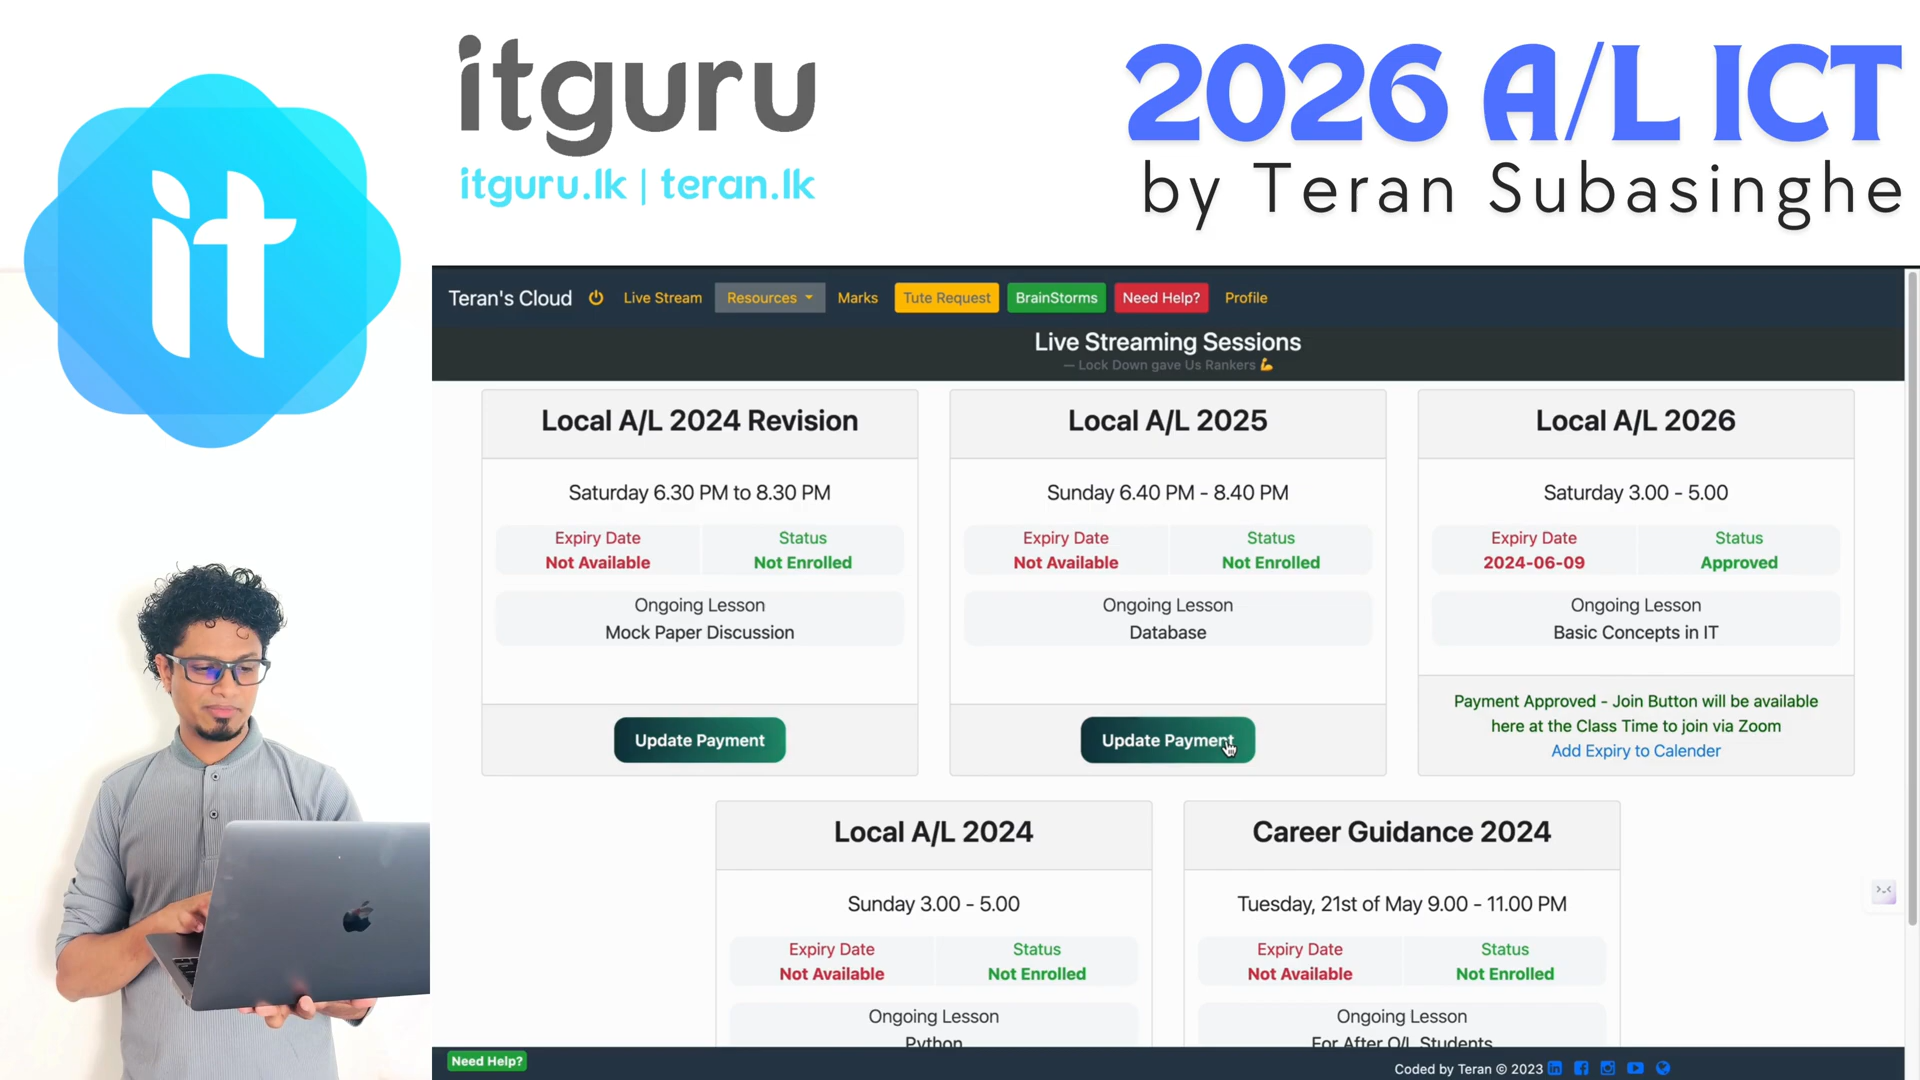 it
itguru
itguru.lk | teran.lk
2026 A/L ICT
by Teran Subasinghe
Teran's Cloud Live Stream Resources Marks Tute Request BrainStorms Need Help? Profile
Live Streaming Sessions
— Lock Down gave Us Rankers 💪
Local A/L 2024 Revision
Saturday 6.30 PM to 8.30 PM
Expiry Date Status
Not Available Not Enrolled
Ongoing Lesson
Mock Paper Discussion
Update Payment
Local A/L 2025
Sunday 6.40 PM - 8.40 PM
Expiry Date Status
Not Available Not Enrolled
Ongoing Lesson
Database
Update Payment
Local A/L 2026
Saturday 3.00 - 5.00
Expiry Date Status
2024-06-09 Approved
Ongoing Lesson
Basic Concepts in IT
Payment Approved - Join Button will be available
here at the Class Time to join via Zoom
Add Expiry to Calender
Local A/L 2024
Sunday 3.00 - 5.00
Expiry Date Status
Not Available Not Enrolled
Ongoing Lesson
Python
Career Guidance 2024
Tuesday, 21st of May 9.00 - 11.00 PM
Expiry Date Status
Not Available Not Enrolled
Ongoing Lesson
For After O/L Students
Need Help?
Coded by Teran © 2023